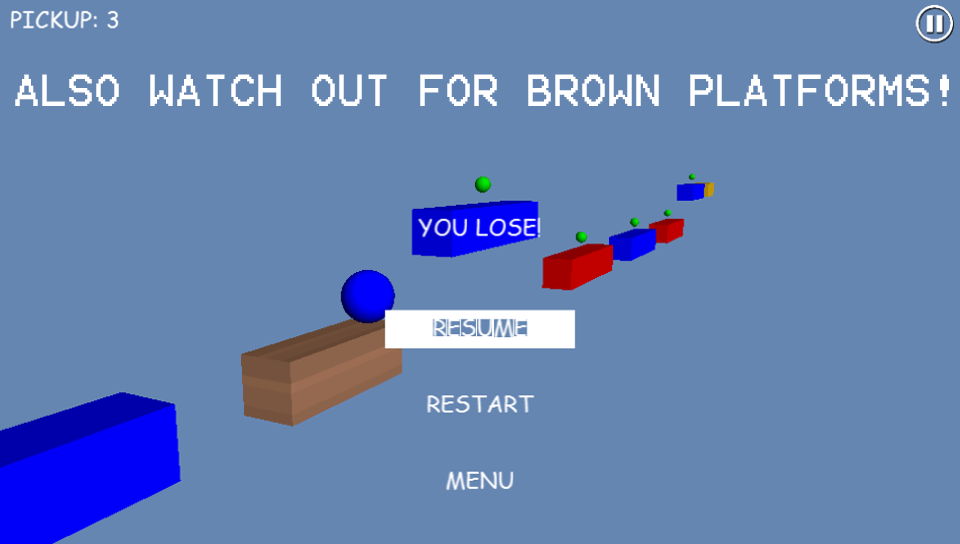 PICKUP: 3
ALSO WATCH OUT FOR BROWN PLATFORMS!
YOU LOSE!
RESUME
RESTART
MENU